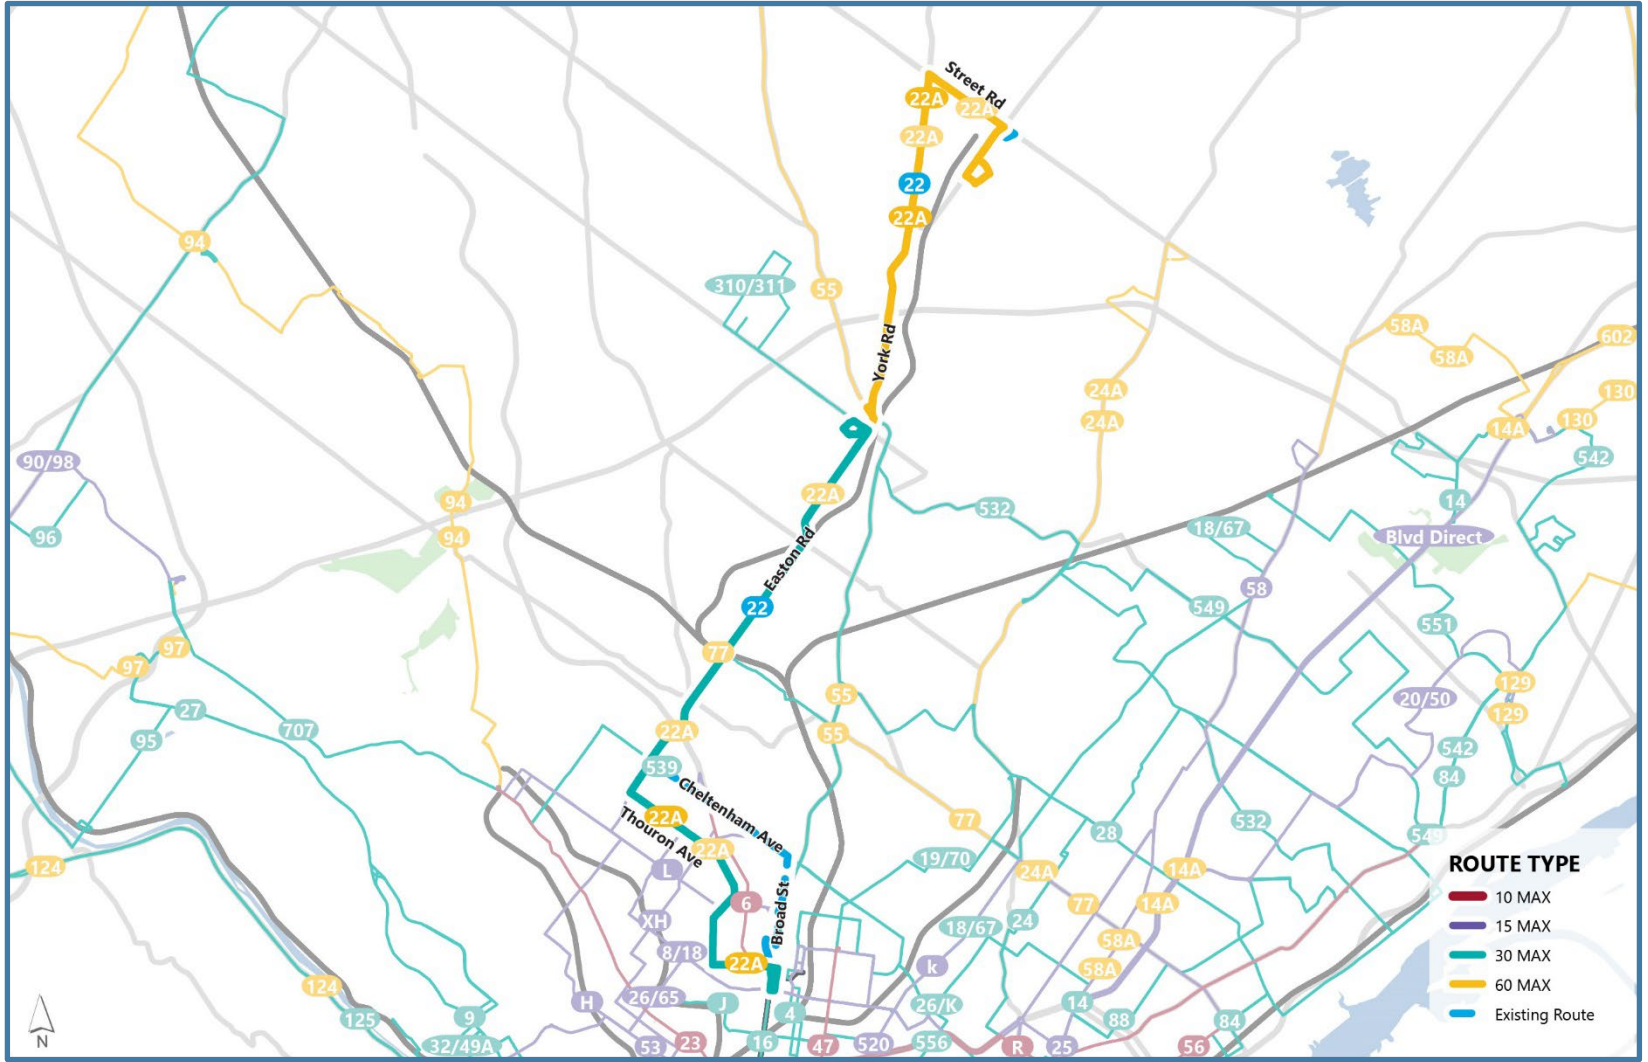 Street Rd
22A
22A
22A
22
22A
94
310/311
55
York Rd
58A
602
58A
24A
130
24A
14A
130
90/98
542
22A
94
532
14
96
94
18/67
Blvd Direct
Easton Rd
58
22
549
551
97
77
97
129
55
20/50
27
129
707
22A
55
95
542
539
84
Cheltenham Ave
22A
77
532
Thouron Ave
28
549
22A
19/70
124
L
24A
14A
ROUTE TYPE
6
77
14A
10 MAX
Broad St
XH
24
18/67
15 MAX
58A
8/18
22A
k
58A
30 MAX
124
60 MAX
H
26/65
J
26/K
14
4
Existing Route
N
125
9
88
84
32/49A
53
23
16
47
520
556
R
25
56